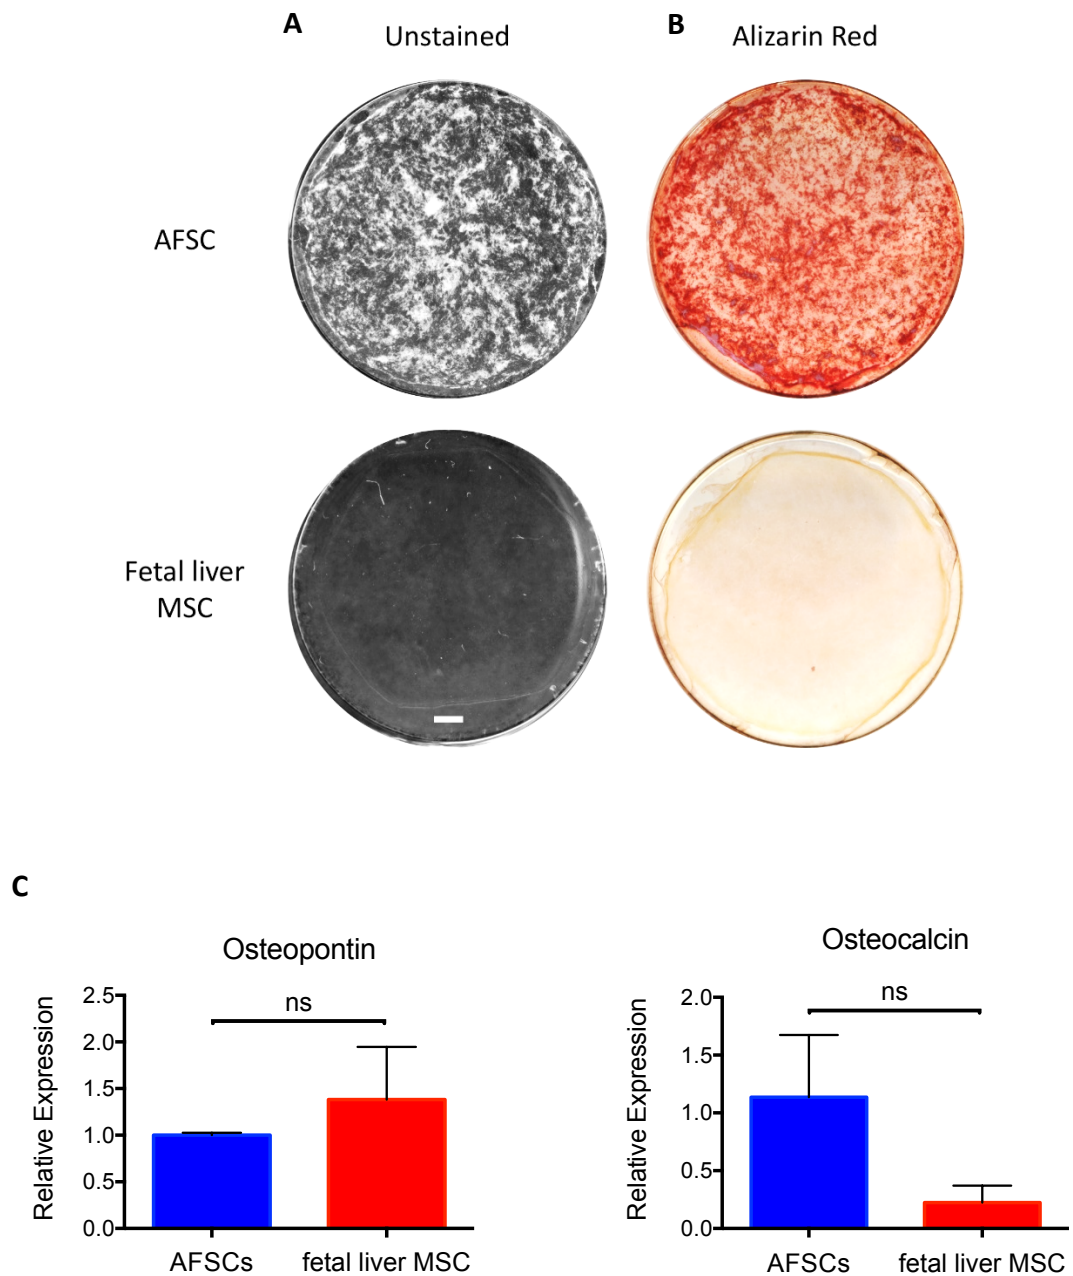 A
Unstained
B
Alizarin Red
AFSC
Fetal liver
MSC
C
Osteopontin
Relative Expression
2.5
2.0
1.5
1.0
0.5
0.0
ns
AFSCs
fetal liver MSC
Osteocalcin
Relative Expression
2.0
1.5
1.0
0.5
0.0
ns
AFSCs
fetal liver MSC